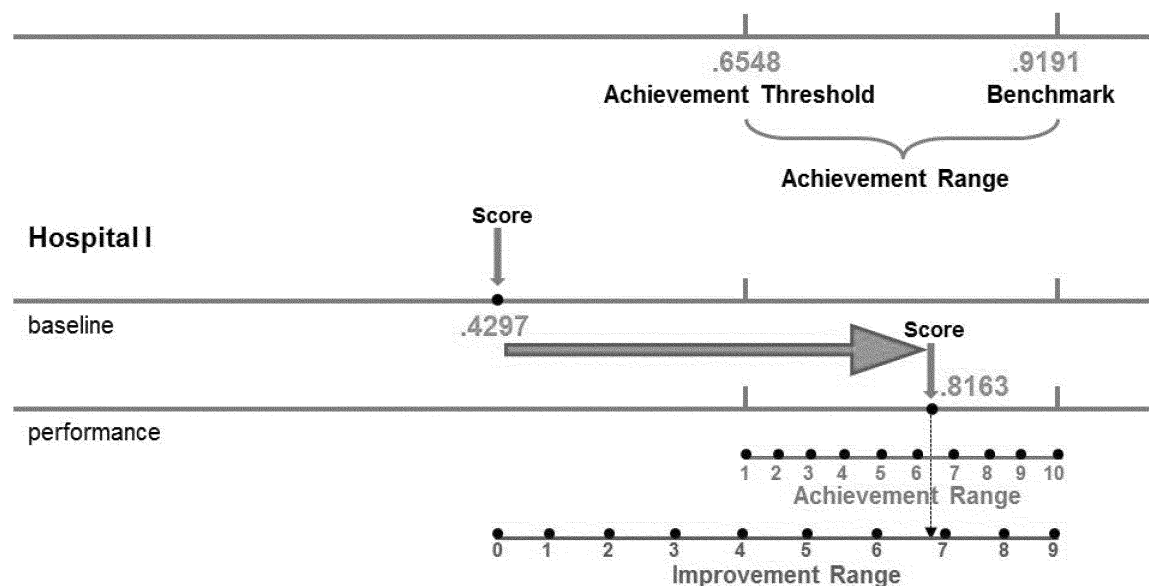 .6548 .9191
Achievement Threshold Benchmark
Achievement Range
Score
Hospital I
baseline
.4297 Score
.8163
performance
1 2 3 4 5 6 7 8 9 10
Achievement Range
0 1 2 3 4 5 6 7 8 9
Improvement Range